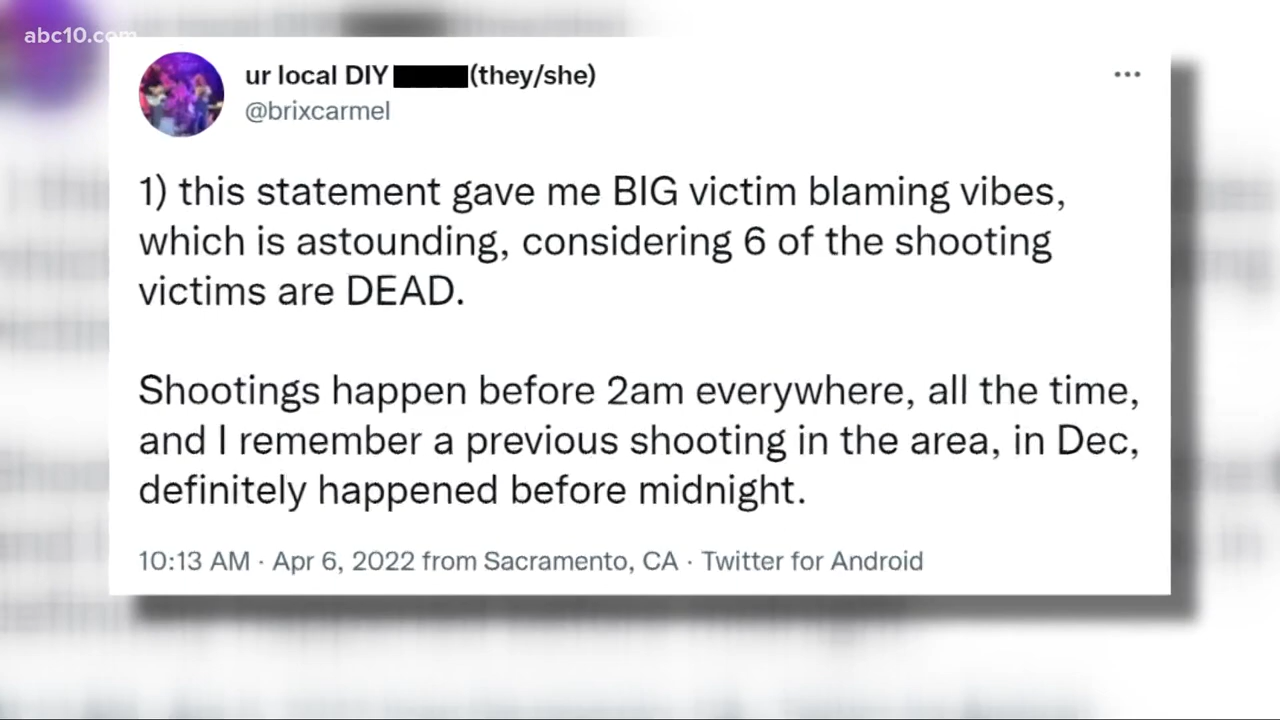 abc10.com
ur local DIY (they/she)
@brixcarmel
1) this statement gave me BIG victim blaming vibes,
which is astounding, considering 6 of the shooting
victims are DEAD.
Shootings happen before 2am everywhere, all the time,
and I remember a previous shooting in the area, in Dec,
definitely happened before midnight.
10:13 AM · Apr 6, 2022 from Sacramento, CA · Twitter for Android